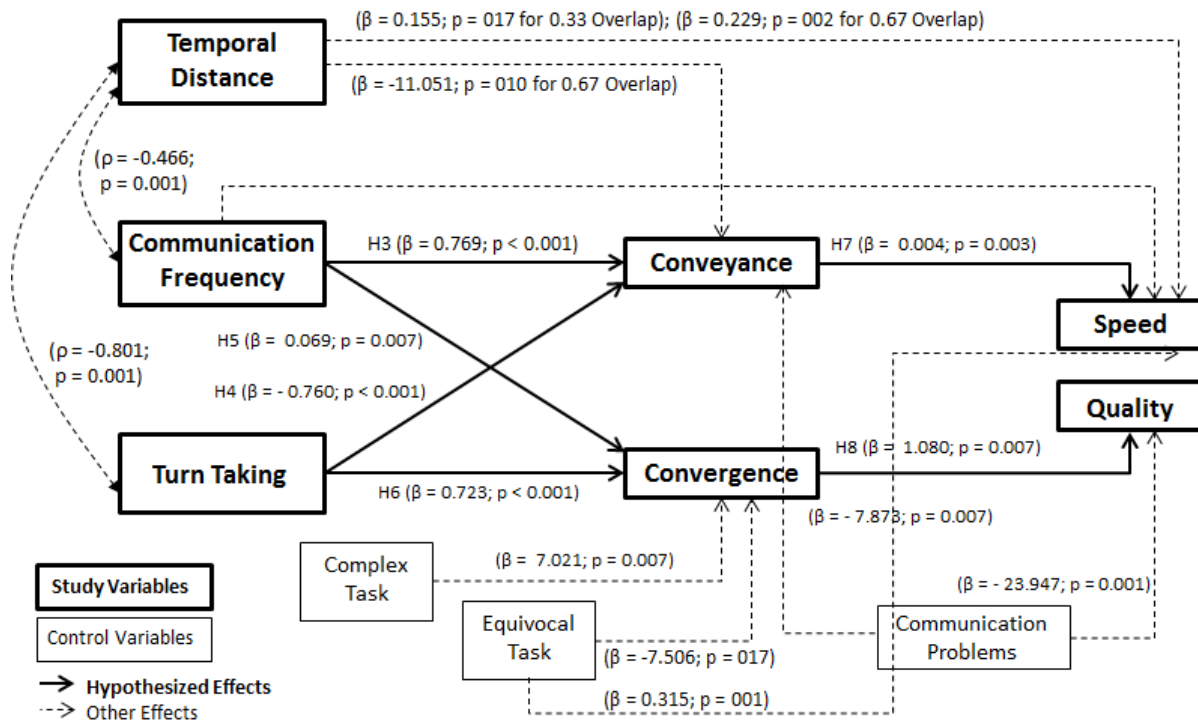 (β = 0.155; p = 017 for 0.33 Overlap); (β = 0.229; p = 002 for 0.67 Overlap)
Temporal
Distance
(β = -11.051; p = 010 for 0.67 Overlap)
(ρ = -0.466;
p = 0.001)
Communication
Frequency
H3 (β = 0.769; p < 0.001)
Conveyance
H7 (β =  0.004; p = 0.003)
Speed
H5 (β =  0.069; p = 0.007)
(ρ = -0.801;
p = 0.001)
H4 (β = - 0.760; p < 0.001)
Quality
Turn Taking
H6 (β = 0.723; p < 0.001)
Convergence
H8 (β =  1.080; p = 0.007)
(β = - 7.873; p = 0.007)
Complex
Task
(β =  7.021; p = 0.007)
(β = - 23.947; p = 0.001)
Study Variables
Control Variables
Equivocal
Task
Communication
Problems
(β = -7.506; p = 017)
(β = 0.315; p = 001)
Hypothesized Effects
Other Effects